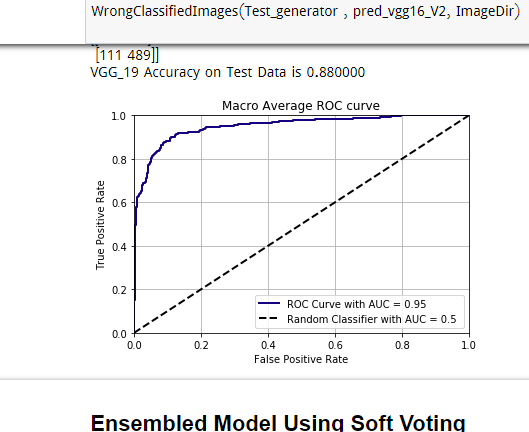 WrongClassifiedImages(Test_generator , pred_vgg16_V2, ImageDir)
[111 489]]
VGG_19 Accuracy on Test Data is 0.880000
Macro Average ROC curve
1.0
0.8
0.6
0.4
0.2
0.0
True Positive Rate
ROC Curve with AUC = 0.95
Random Classifier with AUC = 0.5
0.0 0.2 0.4 0.6 0.8 1.0
False Positive Rate
Ensembled Model Using Soft Voting